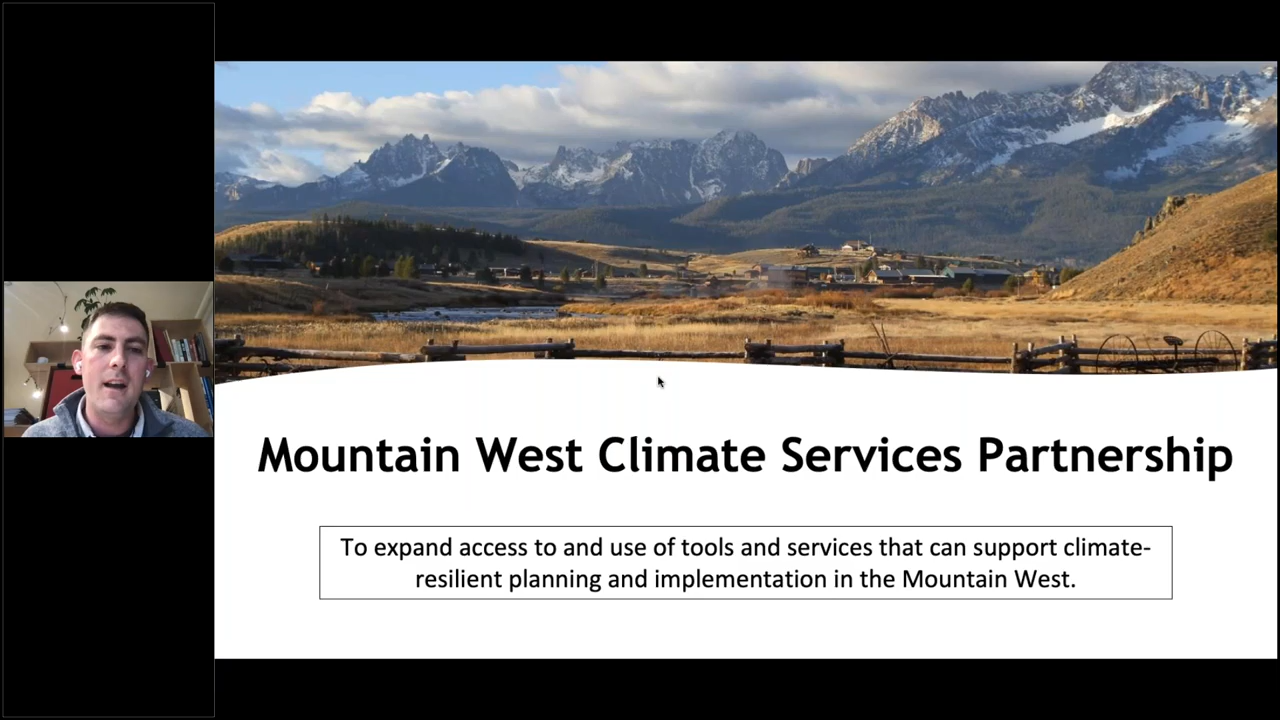 Mountain West Climate Services Partnership
To expand access to and use of tools and services that can support climate-
resilient planning and implementation in the Mountain West.